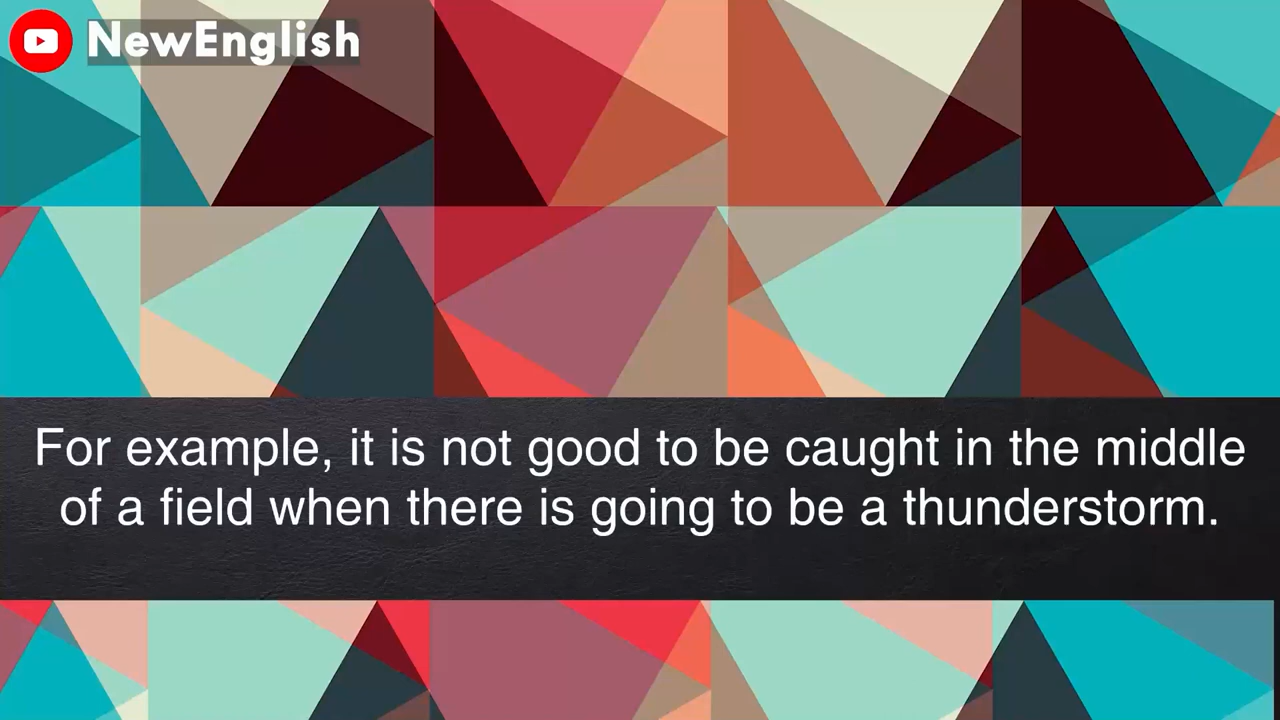 NewEnglish
For example, it is not good to be caught in the middle
of a field when there is going to be a thunderstorm.